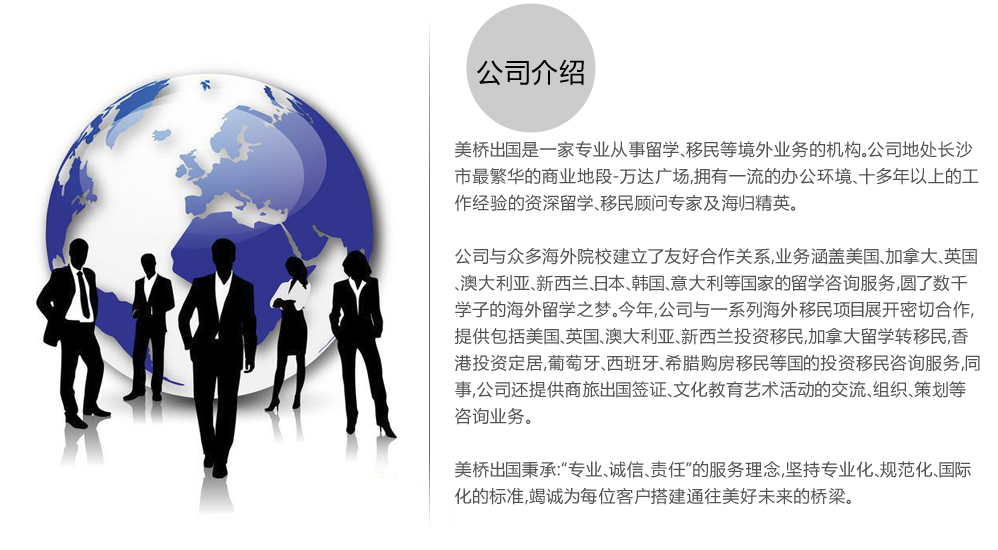 公司介绍
美桥出国是一家专业从事留学、移民等境外业务的机构。公司地处长沙
市最繁华的商业地段-万达广场,拥有一流的办公环境、十多年以上的工
作经验的资深留学、移民顾问专家及海归精英。
公司与众多海外院校建立了友好合作关系,业务涵盖美国、加拿大、英国
、澳大利亚、新西兰、日本、韩国、意大利等国家的留学咨询服务,圆了数千
学子的海外留学之梦。今年,公司与一系列海外移民项目展开密切合作,
提供包括美国、英国、澳大利亚、新西兰投资移民,加拿大留学转移民,香
港投资定居,葡萄牙、西班牙、希腊购房移民等国的投资移民咨询服务,同
事,公司还提供商旅出国签证、文化教育艺术活动的交流、组织、策划等
咨询业务。
美桥出国秉承:“专业、诚信、责任”的服务理念,坚持专业化、规范化、国际
化的标准,竭诚为每位客户搭建通往美好未来的桥梁。